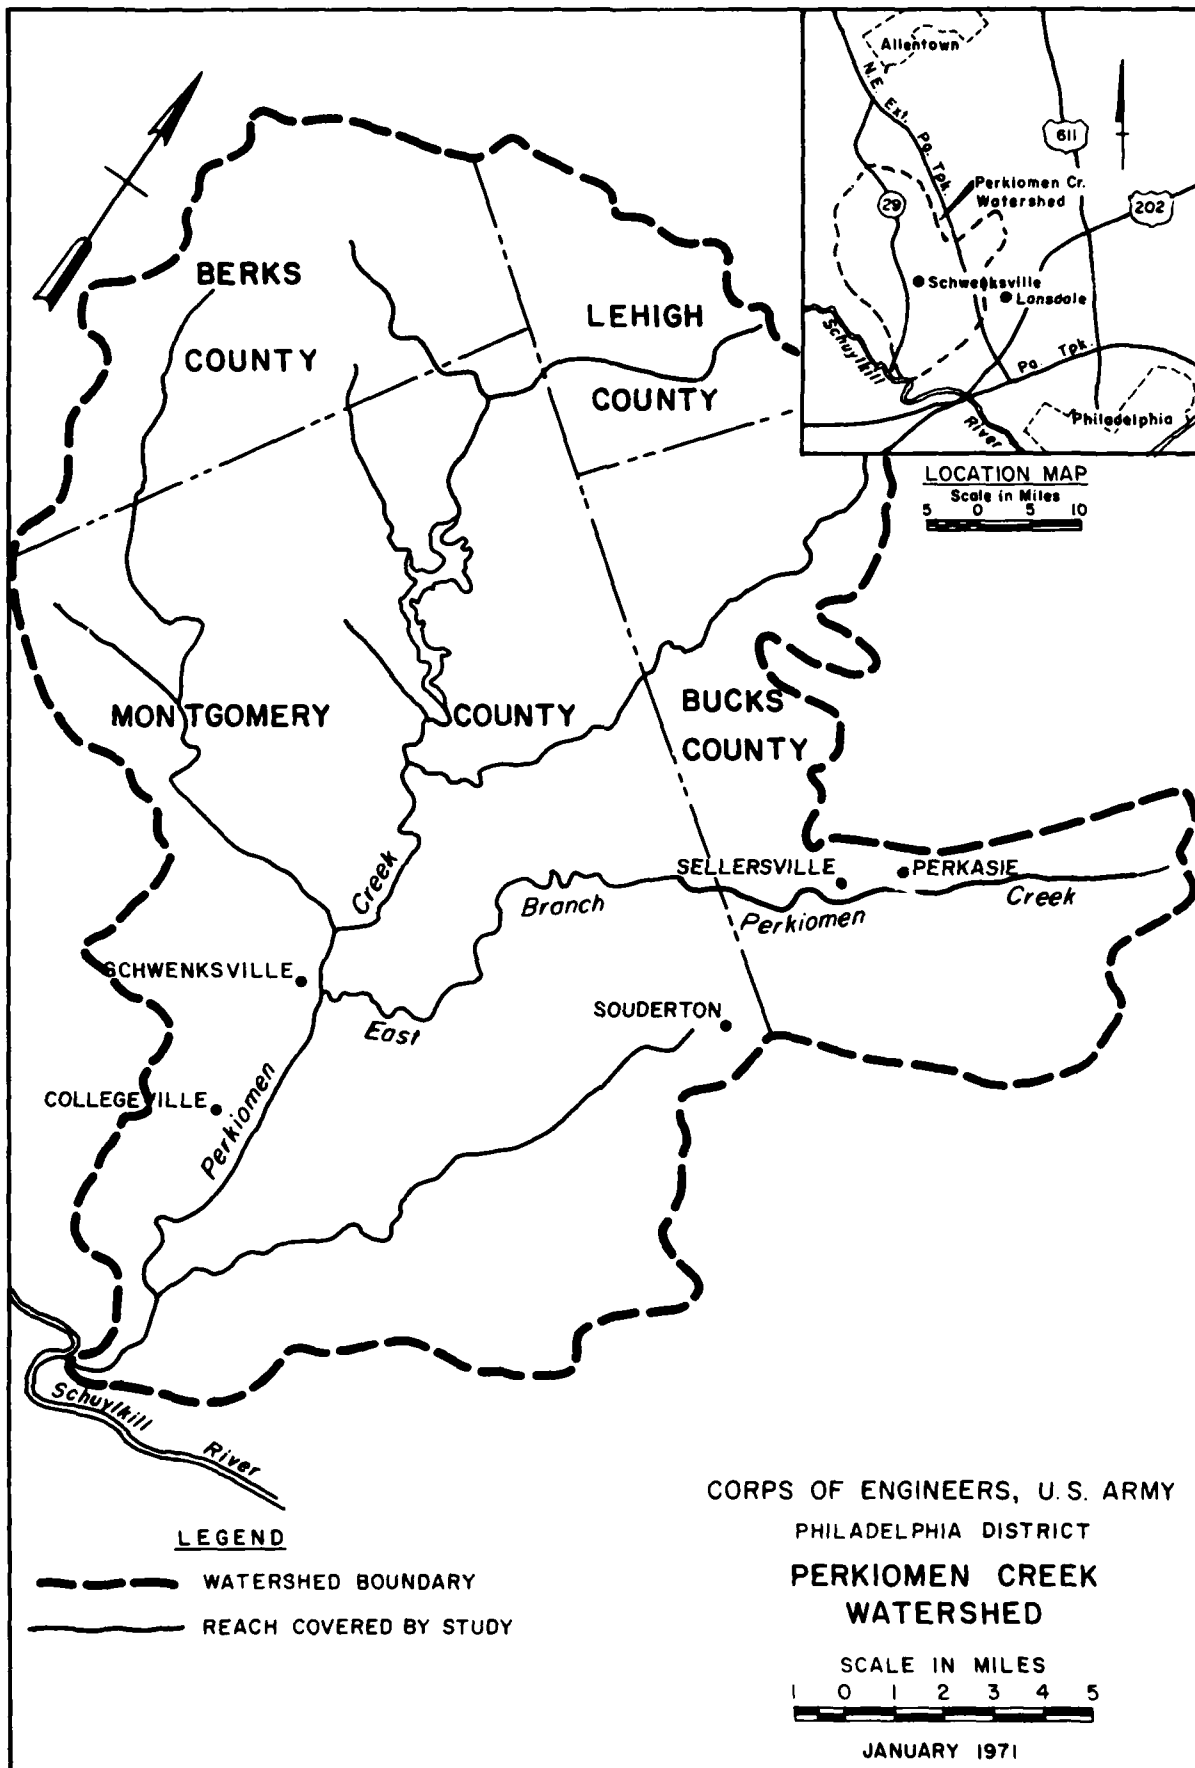 Allentown
N.E. Ext. Pa. Tpk.
611
Perkiomen Cr.
Watershed
29
202
Schwenksville
Lansdale
Schuylkill
River
Pa. Tpk.
Philadelphia
LOCATION MAP
Scale in Miles
5 0 5 10
BERKS
COUNTY
LEHIGH
COUNTY
MONTGOMERY COUNTY
BUCKS
COUNTY
SELLERSVILLE
PERKASIE
Creek
Branch
Perkiomen
Creek
SCHWENKSVILLE
East
SOUDERTON
COLLEGEVILLE
Perkiomen
Schuylkill
River
LEGEND
WATERSHED BOUNDARY
REACH COVERED BY STUDY
CORPS OF ENGINEERS, U.S. ARMY
PHILADELPHIA DISTRICT
PERKIOMEN CREEK
WATERSHED
SCALE IN MILES
1 0 1 2 3 4 5
JANUARY 1971